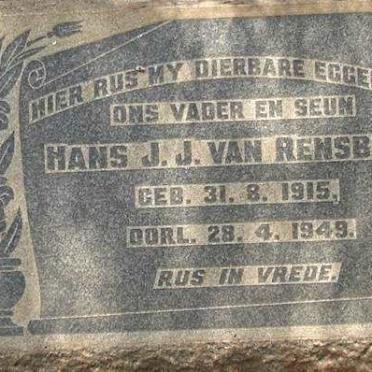 HIER RUS MY DIERBARE EGGE
ONS VADER EN SEUN
HANS J. J. VAN RENSB
GEB. 31. 8. 1915.
OORL. 28. 4. 1949.
RUS IN VREDE.